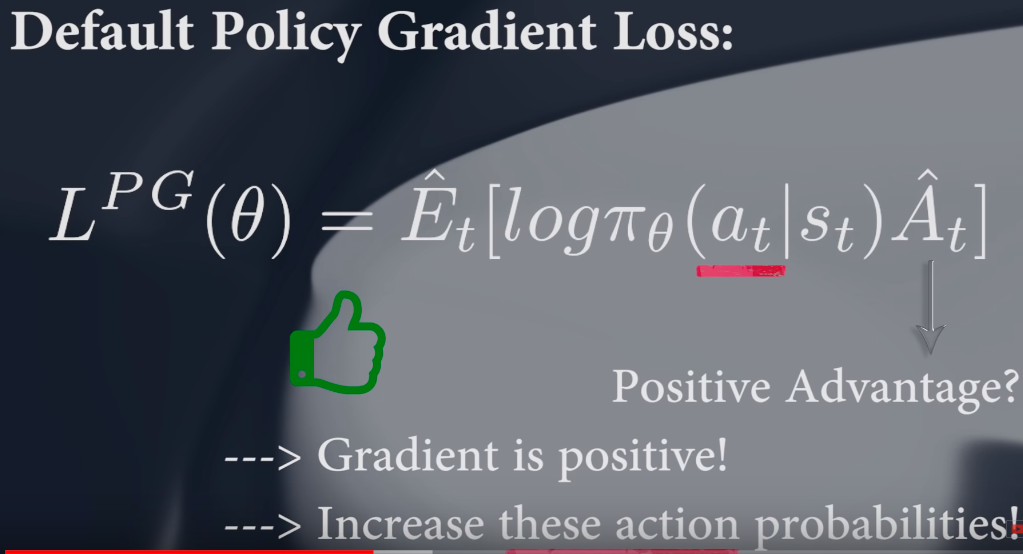 Default Policy Gradient Loss:
L^{PG}(θ) = Ê_t[logπ_θ(a_t|s_t)Â_t]
Positive Advantage?
---> Gradient is positive!
---> Increase these action probabilities!